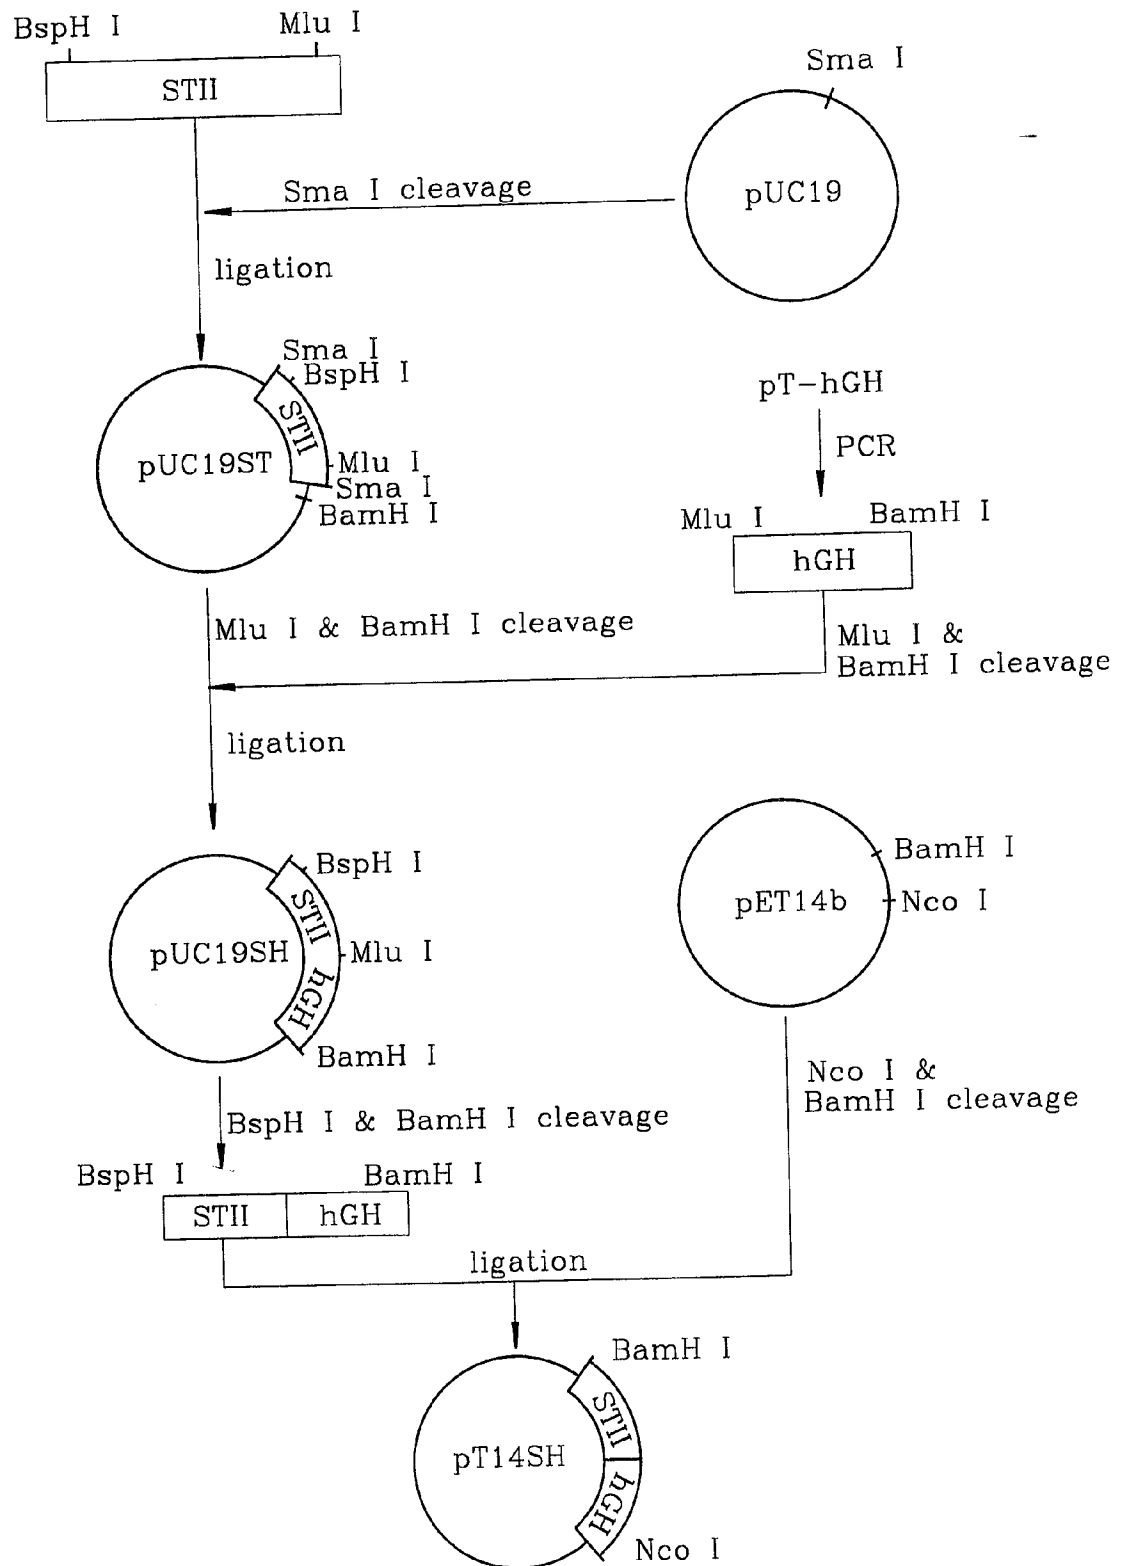 BspH I
Mlu I
STII
Sma I
pUC19
Sma I cleavage
ligation
Sma I
BspH I
STII
pUC19ST
Mlu I
Sma I
BamH I
pT-hGH
PCR
Mlu I
BamH I
hGH
Mlu I & BamH I cleavage
Mlu I &
BamH I cleavage
ligation
BspH I
STII
pUC19SH
Mlu I
hGH
BamH I
BamH I
pET14b
Nco I
BspH I & BamH I cleavage
Nco I &
BamH I cleavage
BspH I
BamH I
STII
hGH
ligation
BamH I
STII
pT14SH
hGH
Nco I